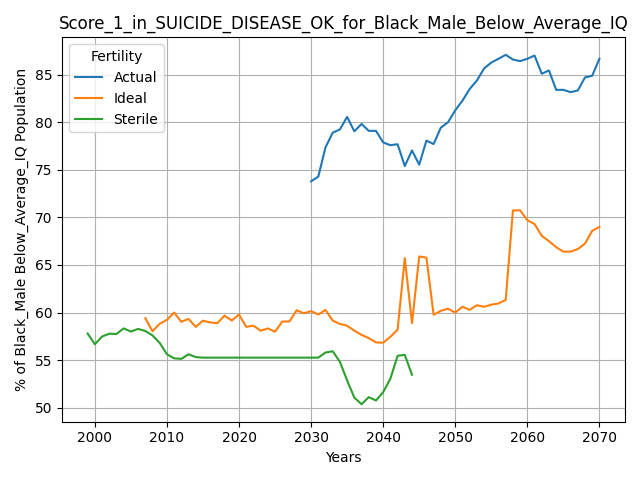 Score_1_in_SUICIDE_DISEASE_OK_for_Black_Male_Below_Average_IQ
Fertility
Actual
Ideal
Sterile
% of Black_Male Below_Average_IQ Population
85
80
75
70
65
60
55
50
2000 2010 2020 2030 2040 2050 2060 2070
Years